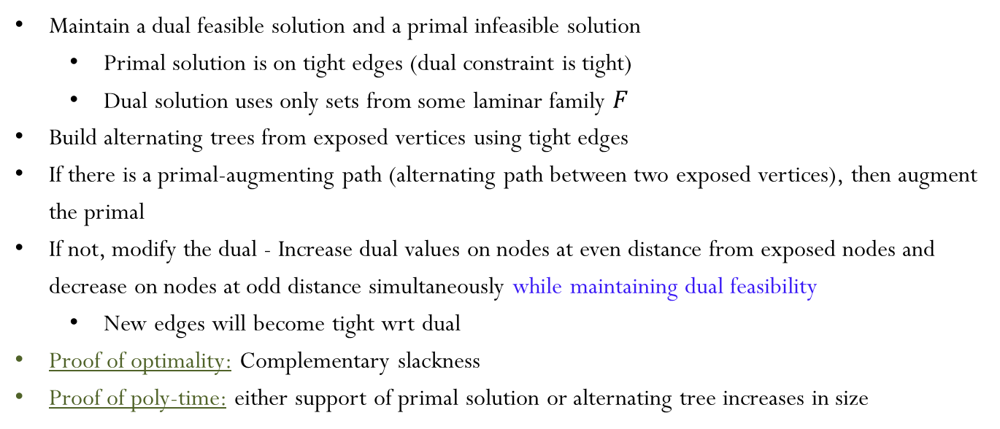 • Maintain a dual feasible solution and a primal infeasible solution
• Primal solution is on tight edges (dual constraint is tight)
• Dual solution uses only sets from some laminar family F
• Build alternating trees from exposed vertices using tight edges
• If there is a primal-augmenting path (alternating path between two exposed vertices), then augment
the primal
• If not, modify the dual - Increase dual values on nodes at even distance from exposed nodes and
decrease on nodes at odd distance simultaneously while maintaining dual feasibility
• New edges will become tight wrt dual
• Proof of optimality: Complementary slackness
• Proof of poly-time: either support of primal solution or alternating tree increases in size